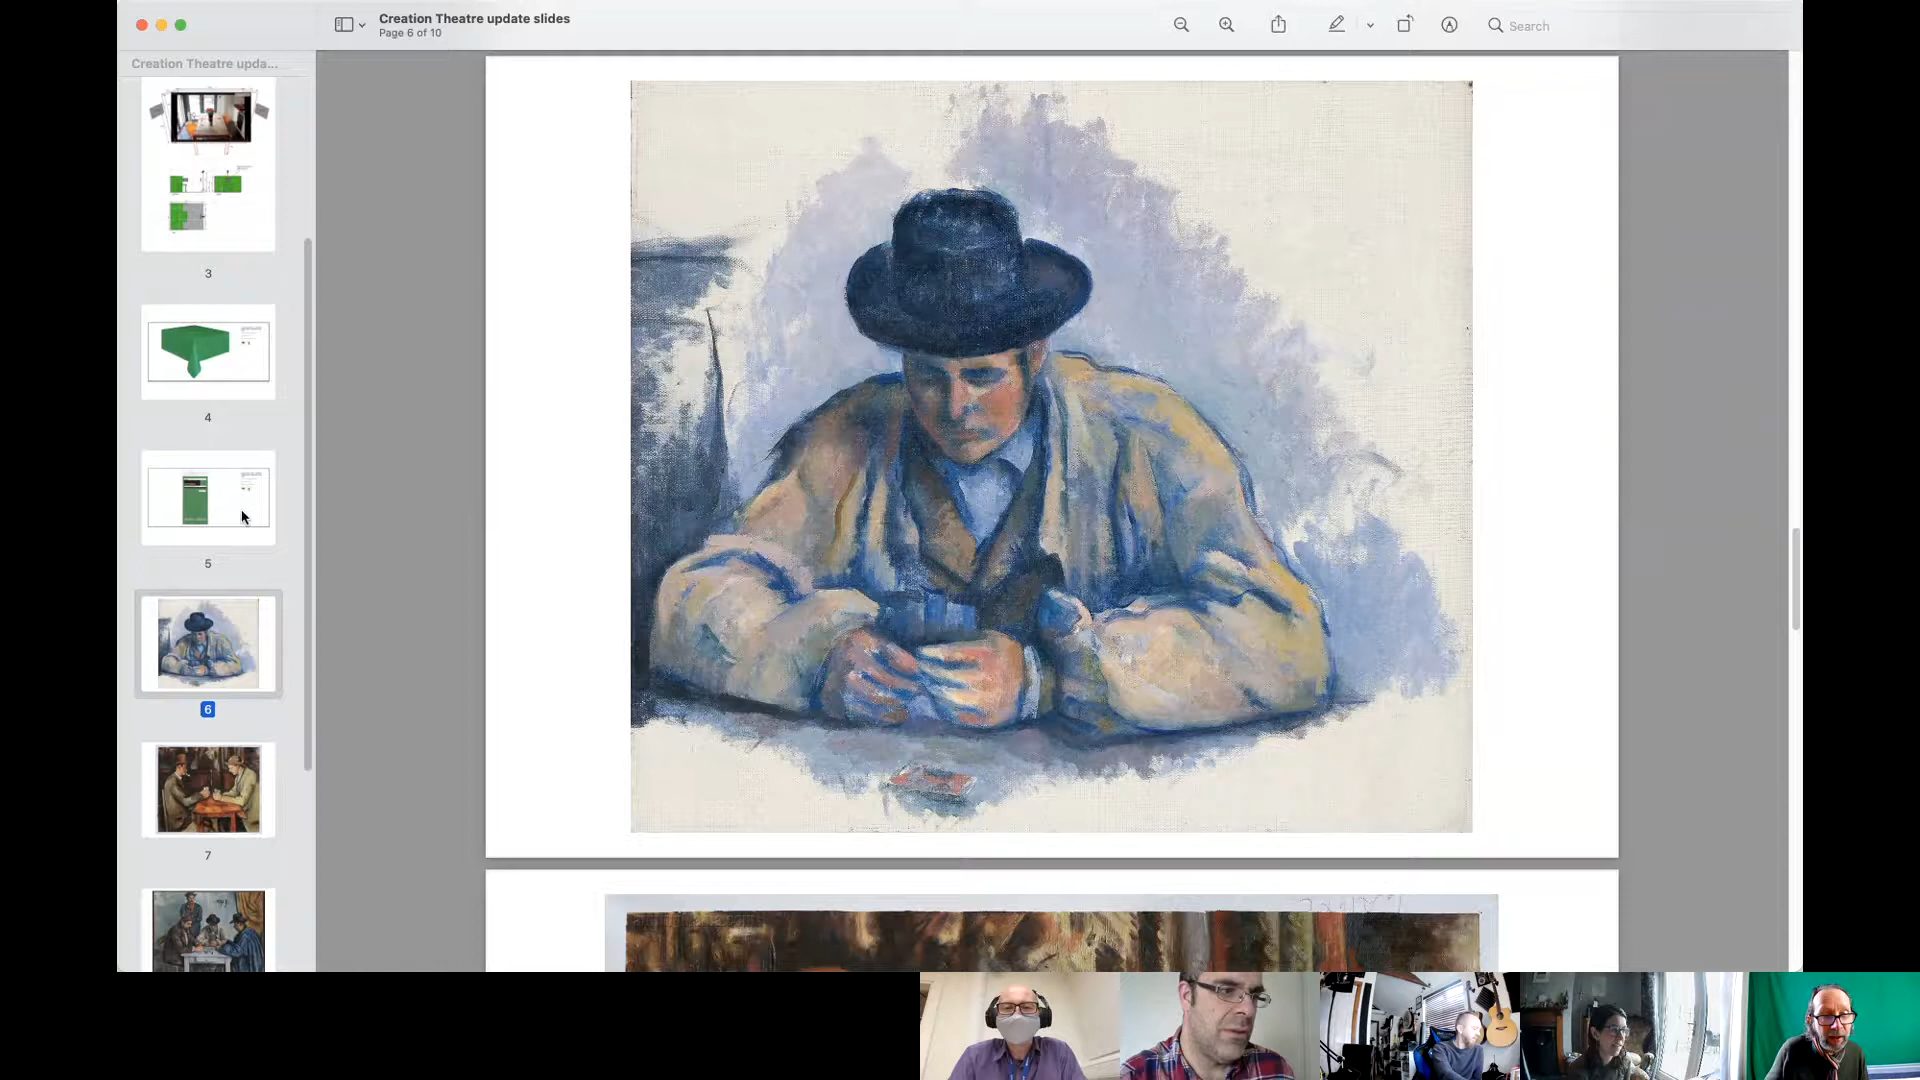 Creation Theatre update slides
Page 6 of 10
Search
Creation Theatre upda...
3
4
5
6
7